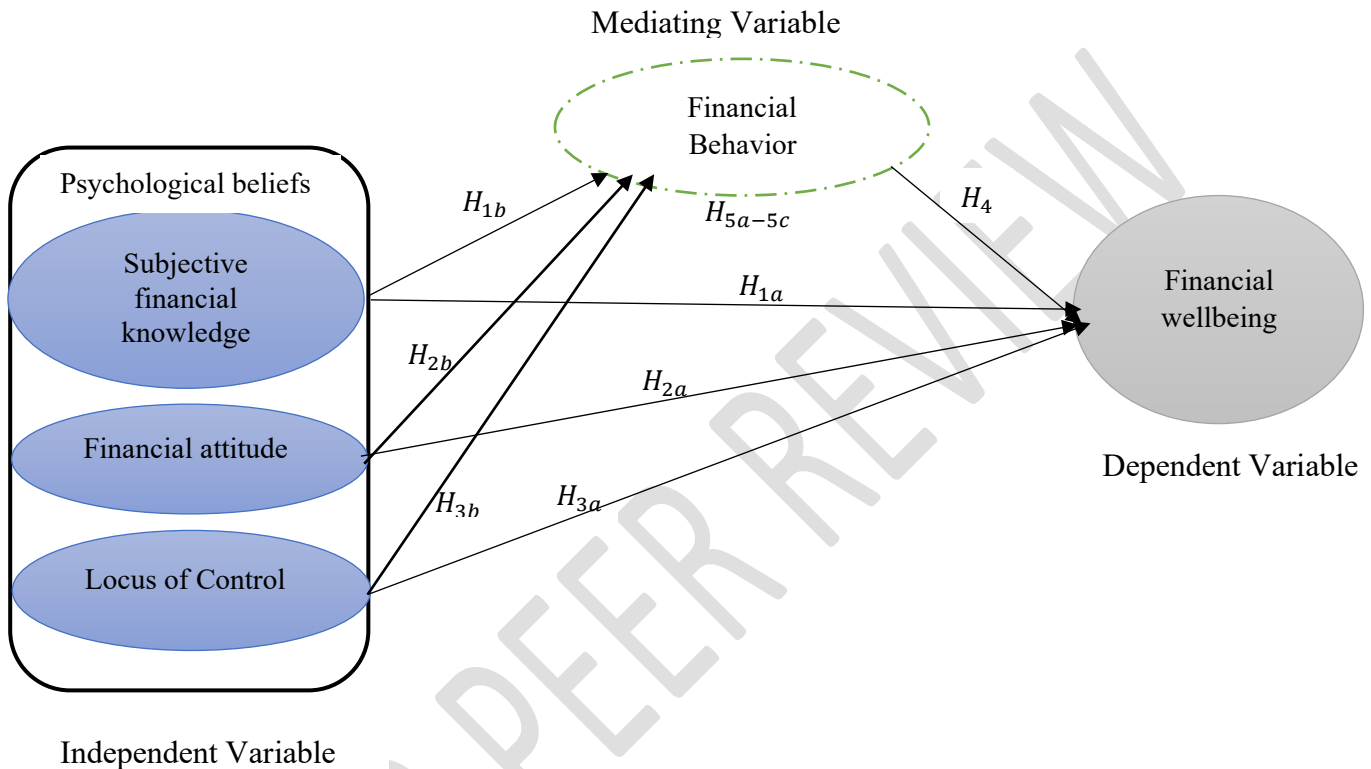 Mediating Variable
Financial
Behavior
Psychological beliefs
H1b
H4
H5a−5c
Subjective
financial
knowledge
H1a
Financial
wellbeing
H2b
H2a
Financial attitude
Dependent Variable
H3b
H3a
Locus of Control
Independent Variable
PEER REVIEW